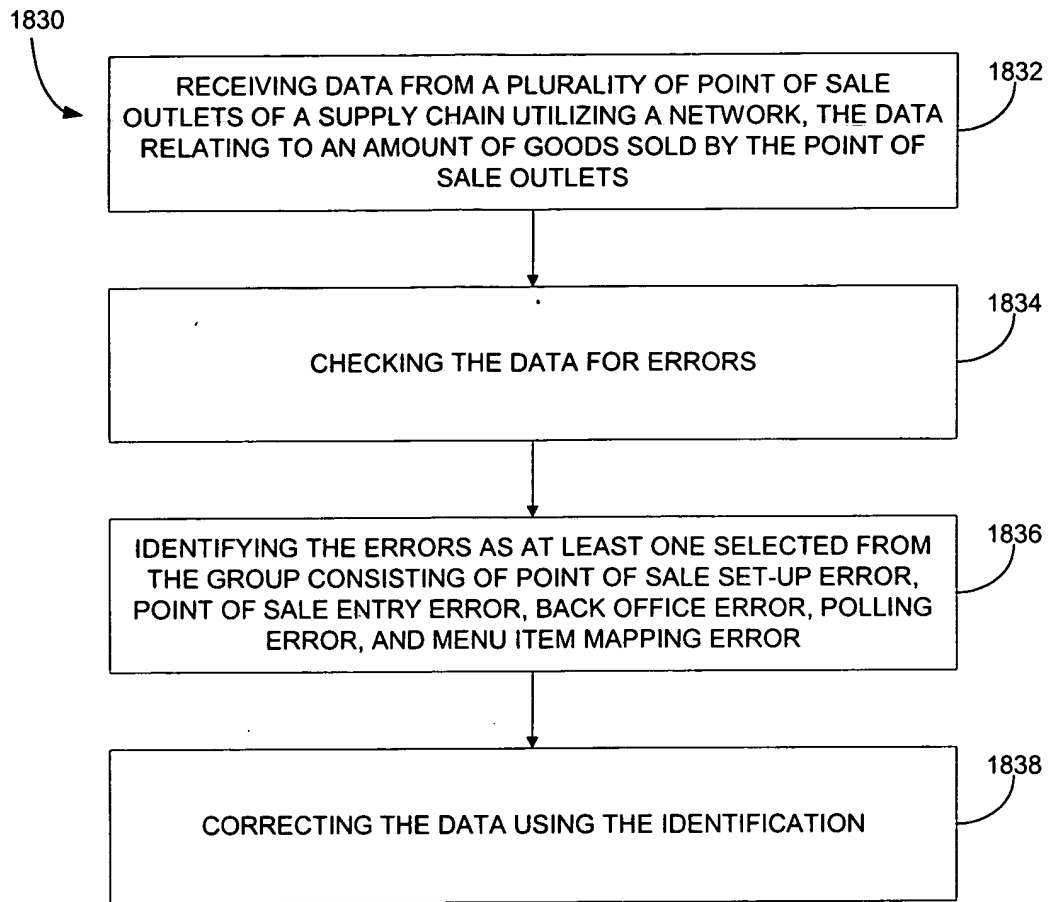 1830
RECEIVING DATA FROM A PLURALITY OF POINT OF SALE
OUTLETS OF A SUPPLY CHAIN UTILIZING A NETWORK, THE DATA
RELATING TO AN AMOUNT OF GOODS SOLD BY THE POINT OF
SALE OUTLETS
1832
CHECKING THE DATA FOR ERRORS
1834
IDENTIFYING THE ERRORS AS AT LEAST ONE SELECTED FROM
THE GROUP CONSISTING OF POINT OF SALE SET-UP ERROR,
POINT OF SALE ENTRY ERROR, BACK OFFICE ERROR, POLLING
ERROR, AND MENU ITEM MAPPING ERROR
1836
CORRECTING THE DATA USING THE IDENTIFICATION
1838